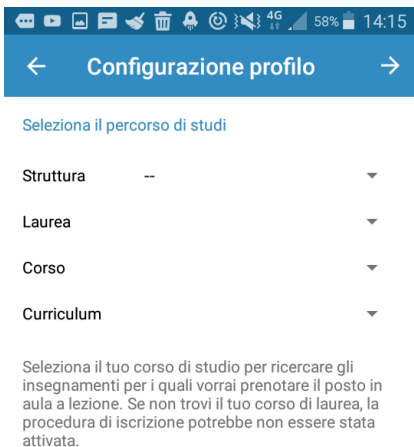 4G 58% 14:15
Configurazione profilo
Seleziona il percorso di studi
Struttura --
Laurea
Corso
Curriculum
Seleziona il tuo corso di studio per ricercare gli
insegnamenti per i quali vorrai prenotare il posto in
aula a lezione. Se non trovi il tuo corso di laurea, la
procedura di iscrizione potrebbe non essere stata
attivata.